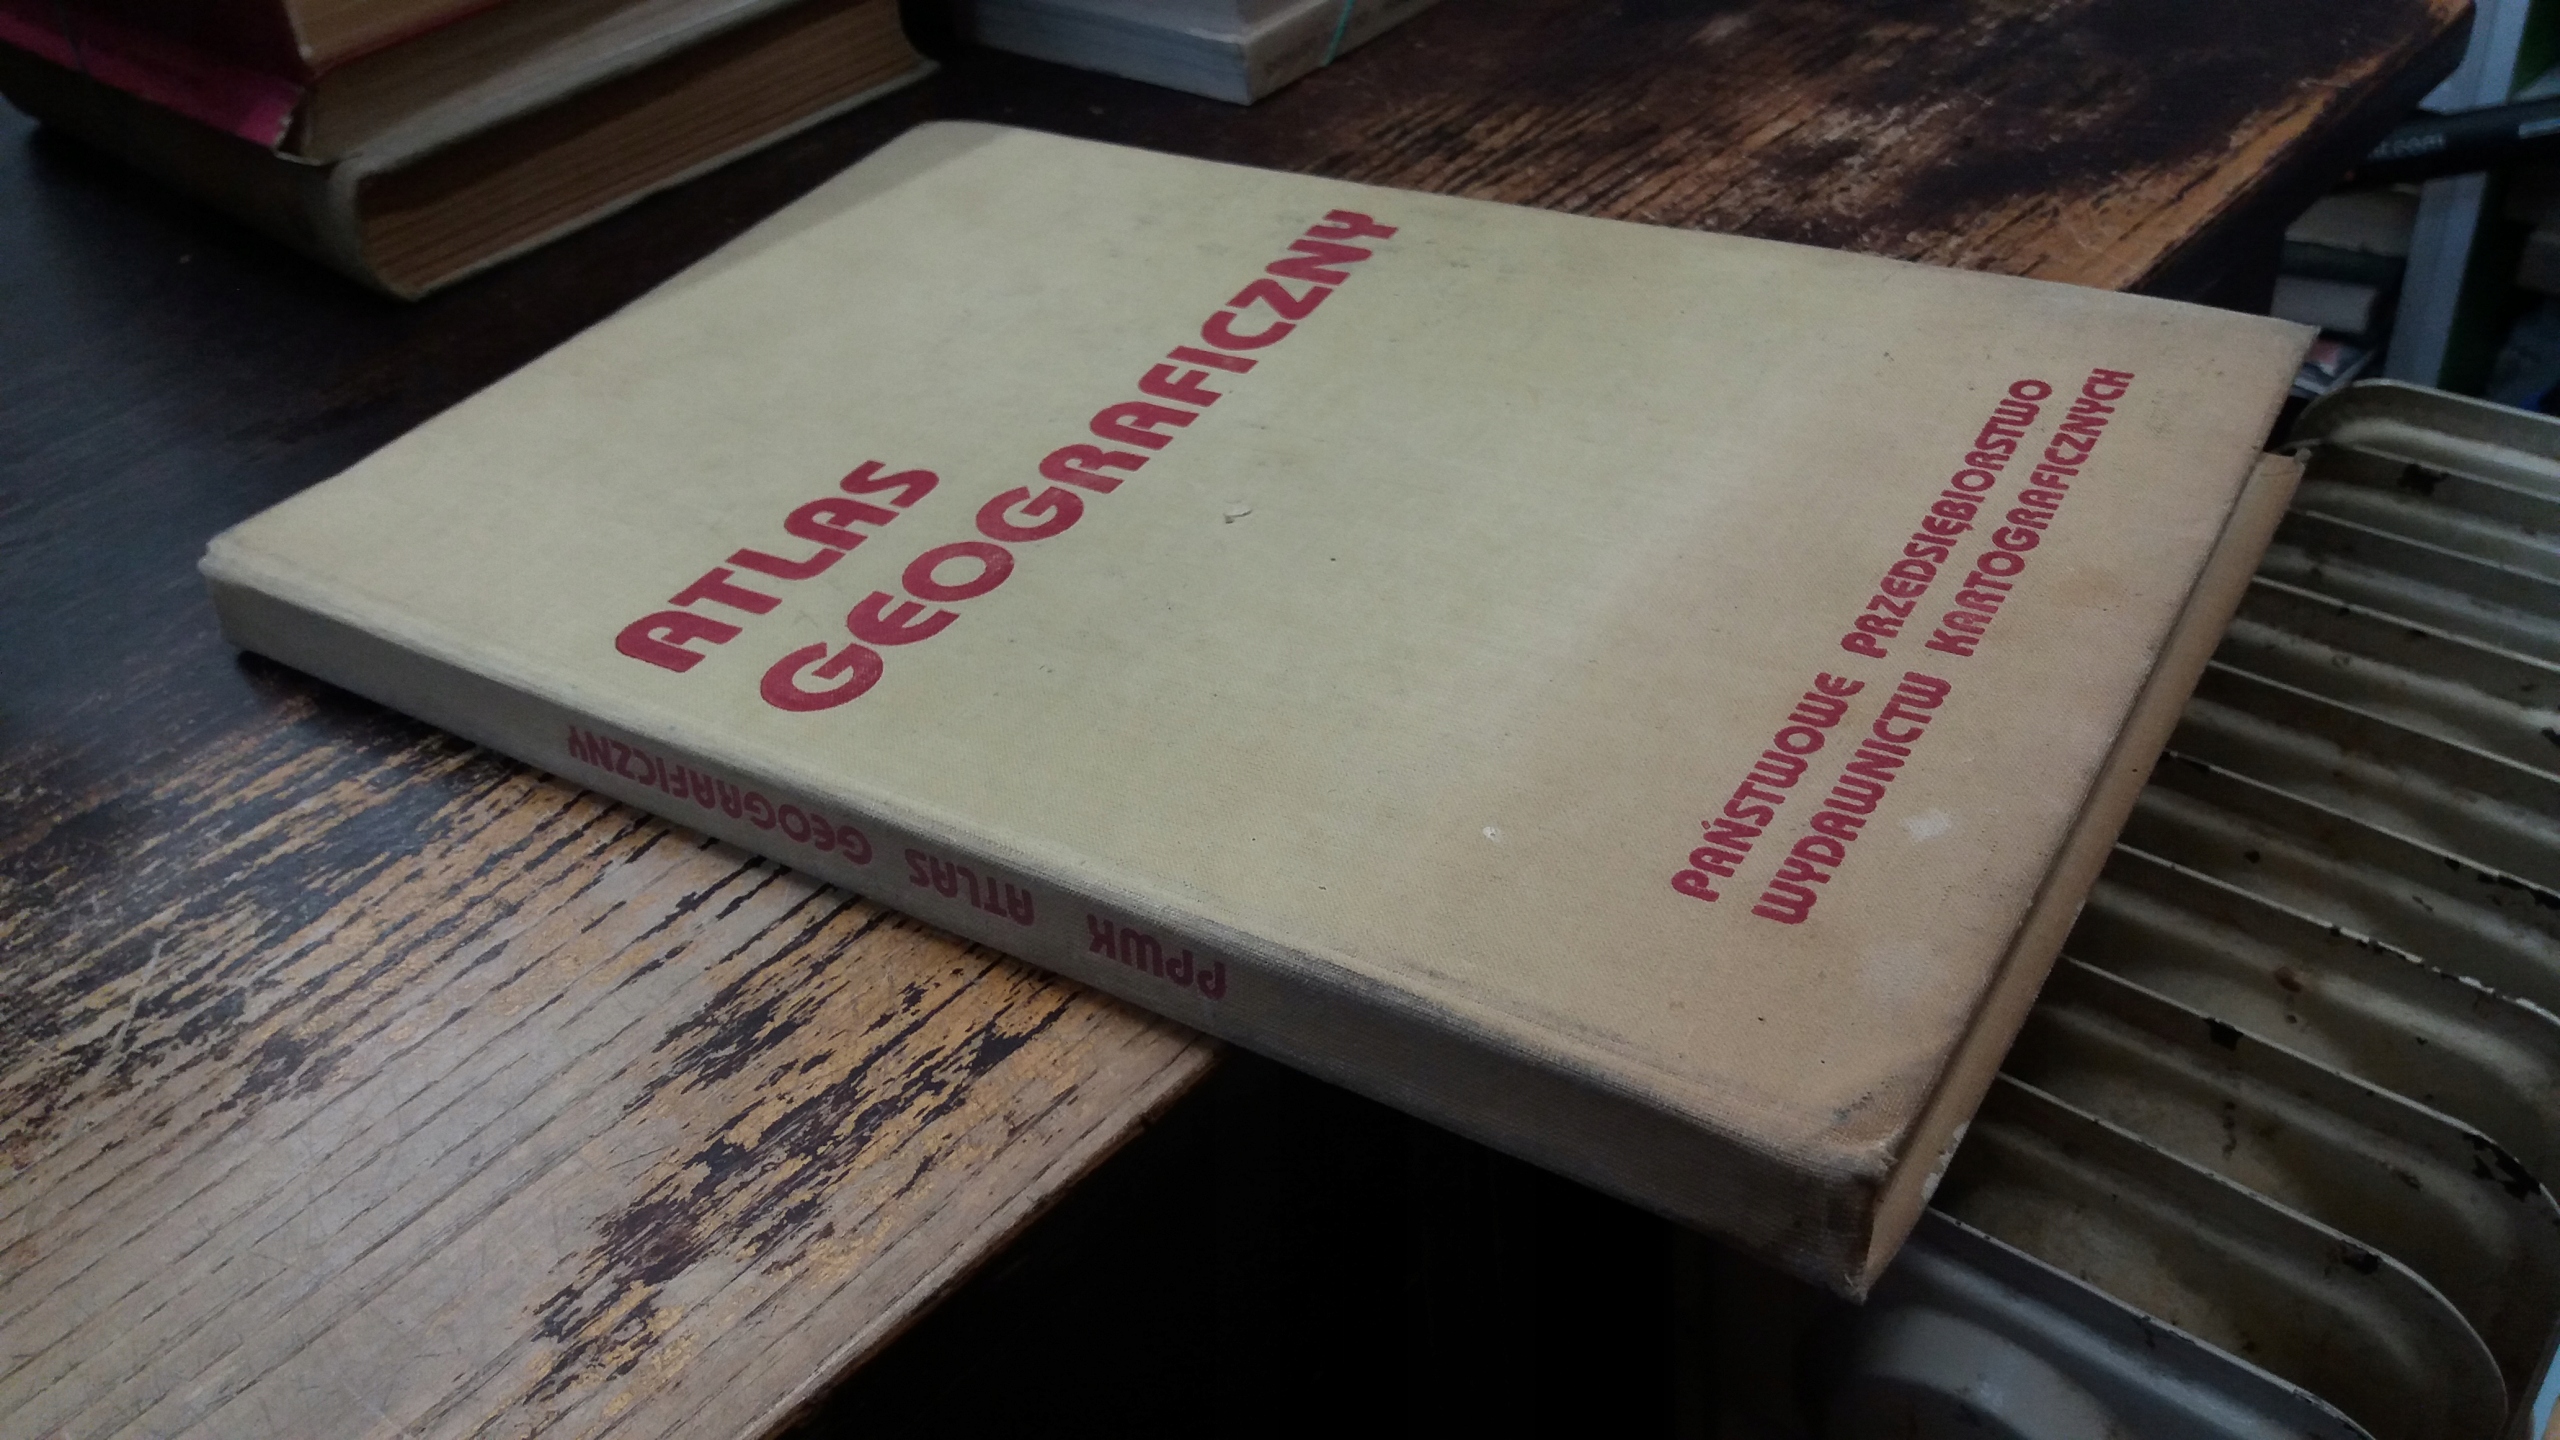 ATLAS
GEOGRAFICZNY
PAŃSTWOWE PRZEDSIĘBIORSTWO
WYDAWNICTW KARTOGRAFICZNYCH
PPWK ATLAS GEOGRAFICZNY